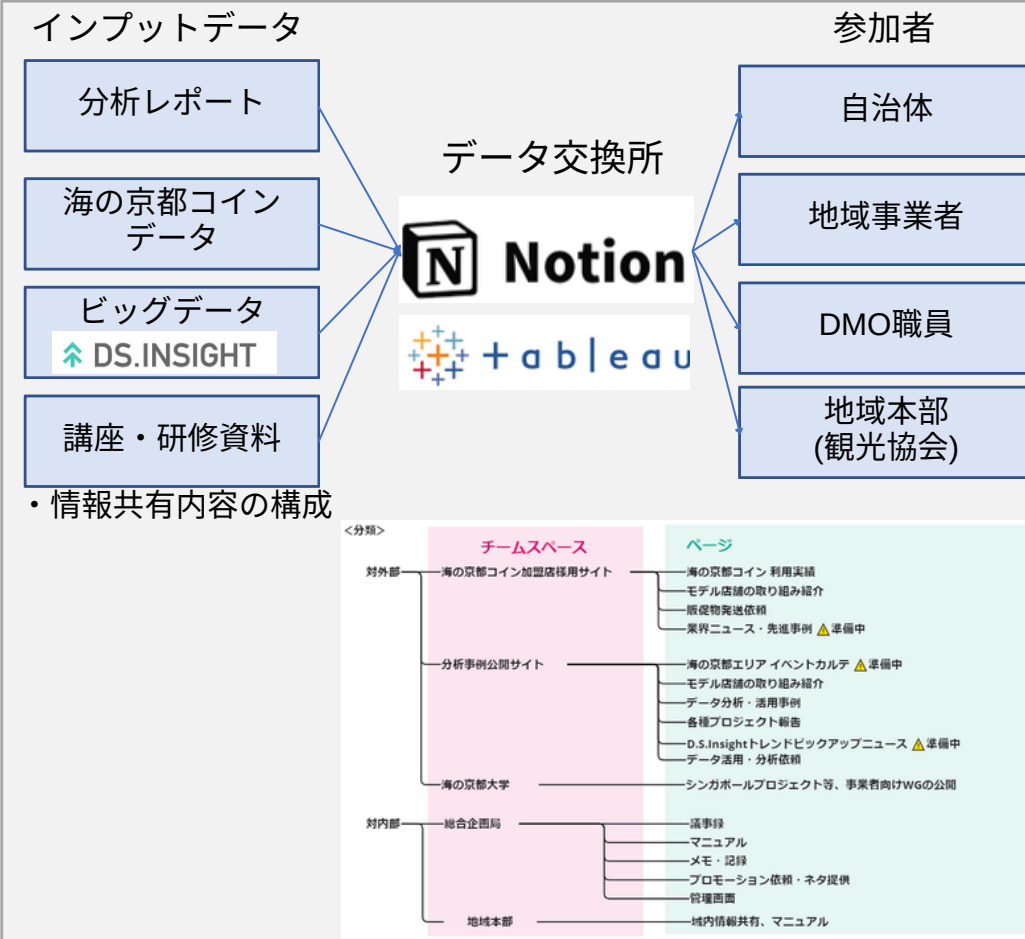 インプットデータ
参加者
分析レポート
海の京都コイン
データ
ビッグデータ
DS.INSIGHT
講座・研修資料
データ交換所
N Notion
+ableau
自治体
地域事業者
DMO職員
地域本部
(観光協会)
・情報共有内容の構成
<分類>
チームスペース
ページ
対外部
海の京都コイン加盟店様用サイト
海の京都コイン 利用実績
モデル店舗の取り組み紹介
販促物発送依頼
業界ニュース・先進事例 ⚠準備中
分析事例公開サイト
海の京都エリア イベントカルテ ⚠準備中
モデル店舗の取り組み紹介
データ分析・活用事例
各種プロジェクト報告
D.S.Insightトレンドピックアップニュース ⚠準備中
データ活用・分析依頼
海の京都大学
シンガポールプロジェクト等、事業者向けWGの公開
対内部
総合企画局
議事録
マニュアル
メモ・記録
プロモーション依頼・ネタ提供
管理画面
地域本部
域内情報共有、マニュアル